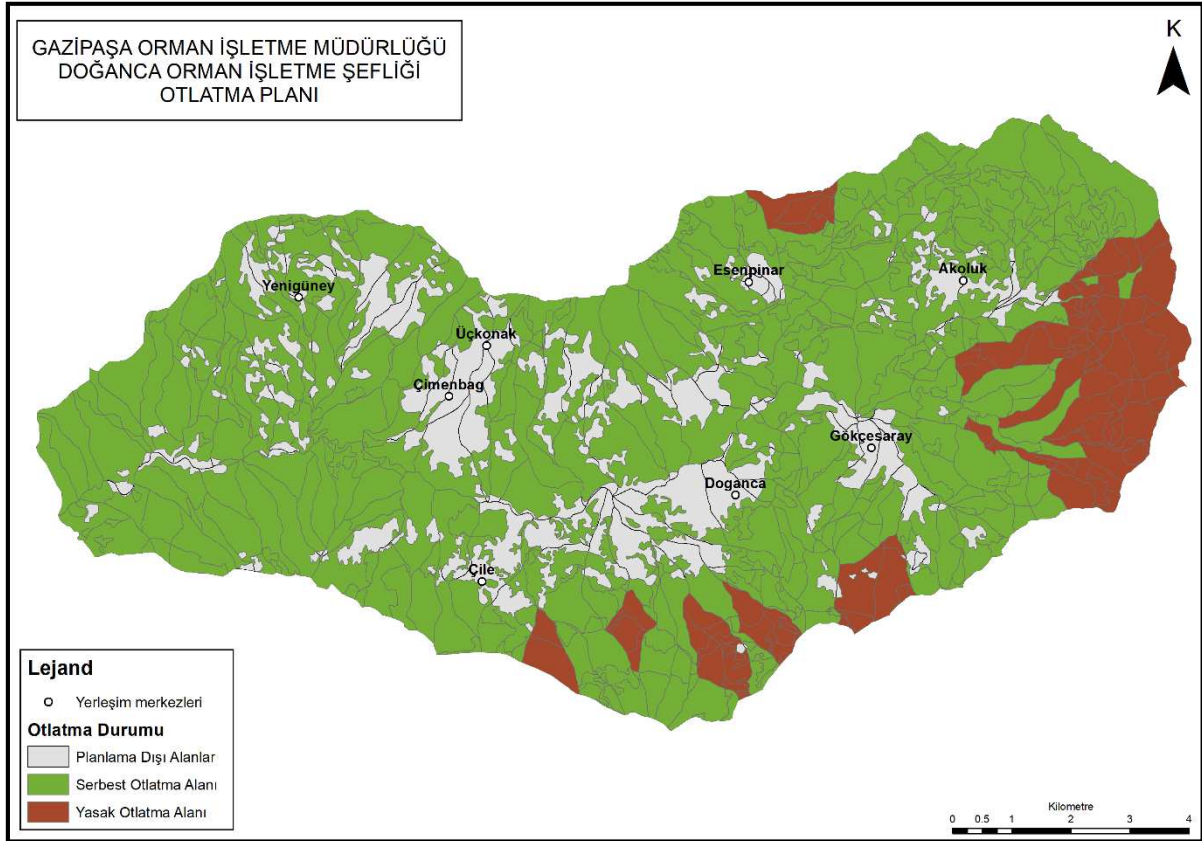 GAZİPAŞA ORMAN İŞLETME MÜDÜRLÜĞÜ
DOĞANCA ORMAN İŞLETME ŞEFLİĞİ
OTLATMA PLANI
K
Esenpinar
Akoluk
Yenigüney
Üçkonak
Çimenbag
Gökçesaray
Doganca
Çile
Lejand
Yerleşim merkezleri
Otlatma Durumu
Planlama Dışı Alanlar
Serbest Otlatma Alanı
Yasak Otlatma Alanı
Kilometre
0 0.5 1 2 3 4